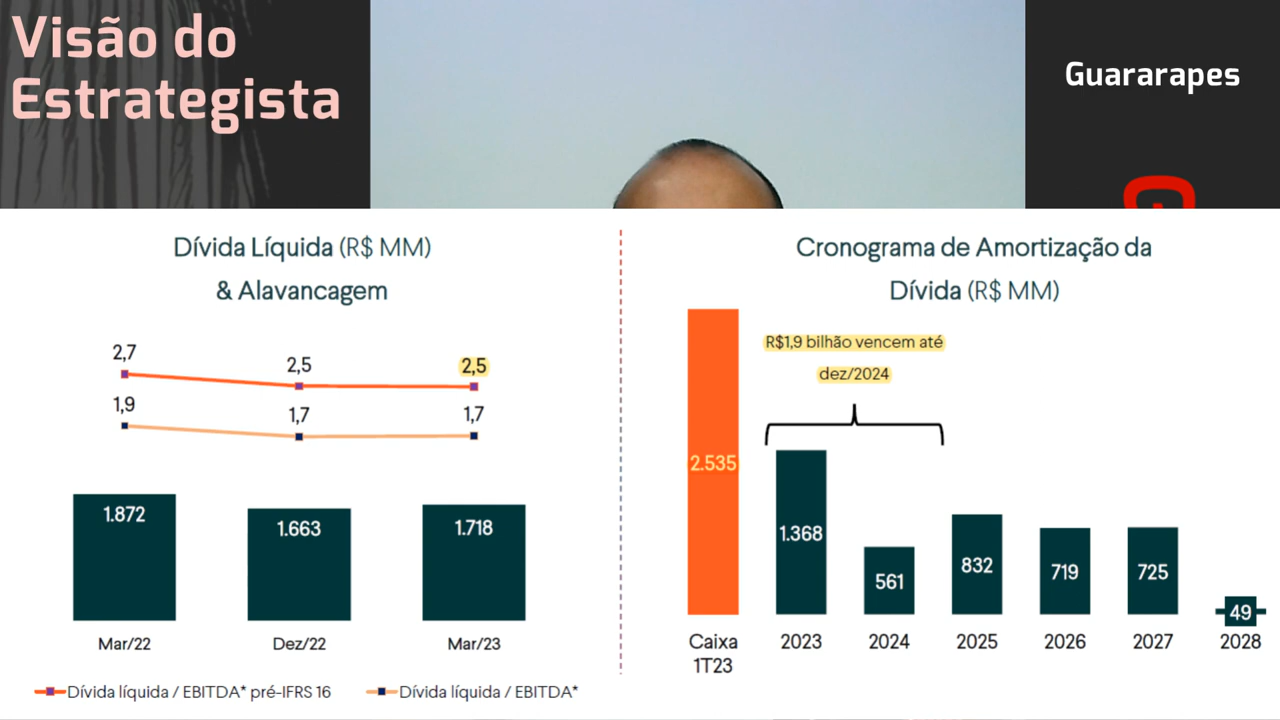 Visão do
Estrategista
Guararapes
Dívida Líquida (R$ MM)
& Alavancagem
2,7
2,5
2,5
1,9
1,7
1,7
1.872
1.663
1.718
Mar/22
Dez/22
Mar/23
Dívida líquida / EBITDA* pré-IFRS 16
Dívida líquida / EBITDA*
Cronograma de Amortização da
Dívida (R$ MM)
R$1,9 bilhão vencem até
dez/2024
2.535
1.368
561
832
719
725
49
Caixa
1T23
2023
2024
2025
2026
2027
2028